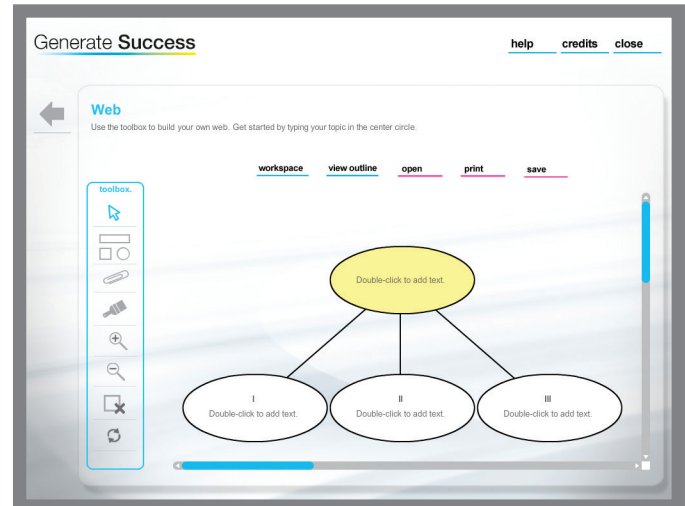 Generate Success
help credits close
Web
Use the toolbox to build your own web. Get started by typing your topic in the center circle.
workspace view outline open print save
toolbox.
Double-click to add text.
I II III
Double-click to add text. Double-click to add text. Double-click to add text.